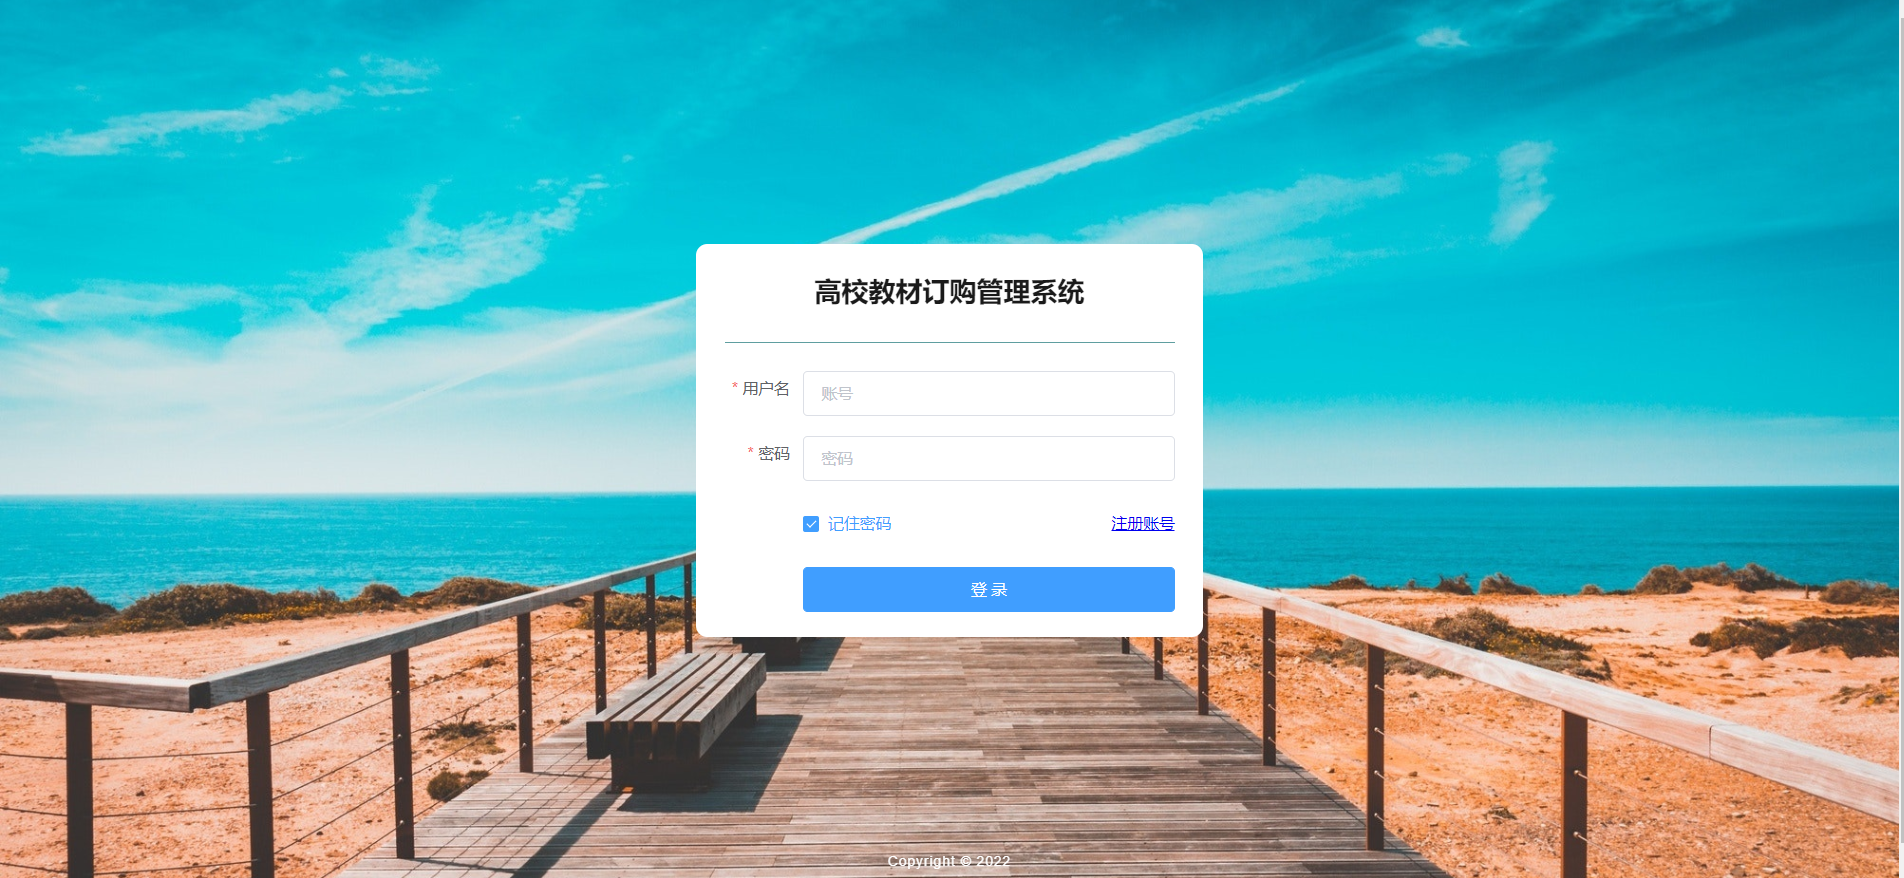 高校教材订购管理系统
* 用户名 账号
* 密码 密码
记住密码 注册账号
登 录
Copyright © 2022